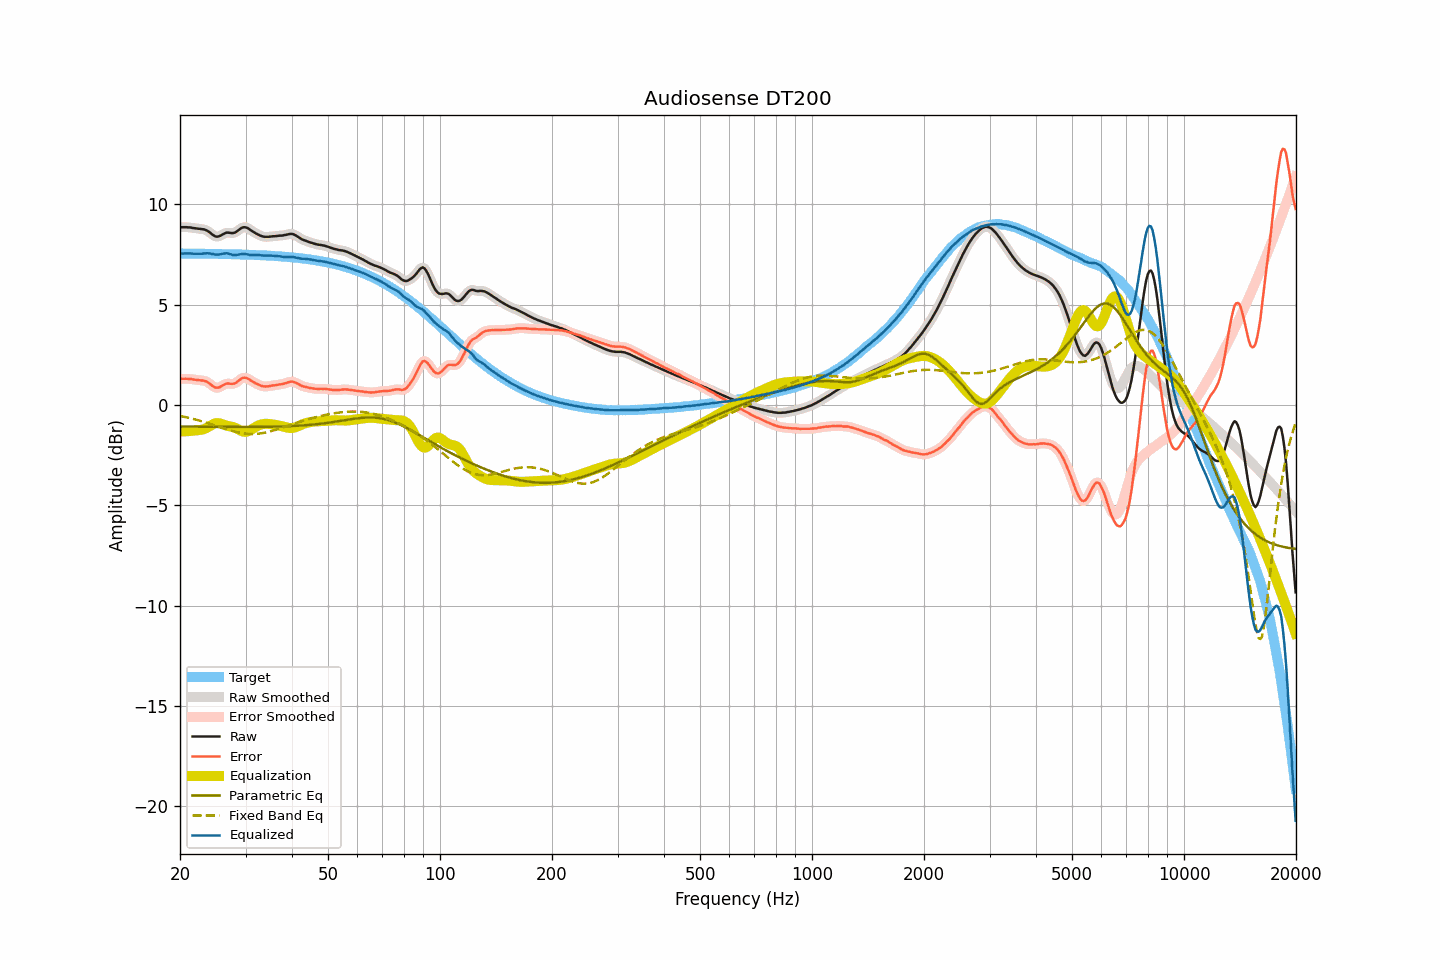 Audiosense DT200
Amplitude (dBr)
10
5
0
−5
−10
−15
−20
Target
Raw Smoothed
Error Smoothed
Raw
Error
Equalization
Parametric Eq
Fixed Band Eq
Equalized
20 50 100 200 500 1000 2000 5000 10000 20000
Frequency (Hz)